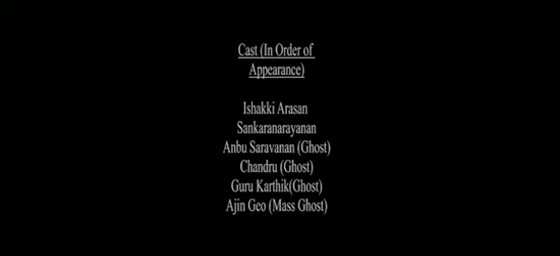 Cast (In Order of
Appearance)
Ishakki Arasan
Sankaranarayanan
Anbu Saravanan (Ghost)
Chandru (Ghost)
Guru Karthik(Ghost)
Ajin Geo (Mass Ghost)